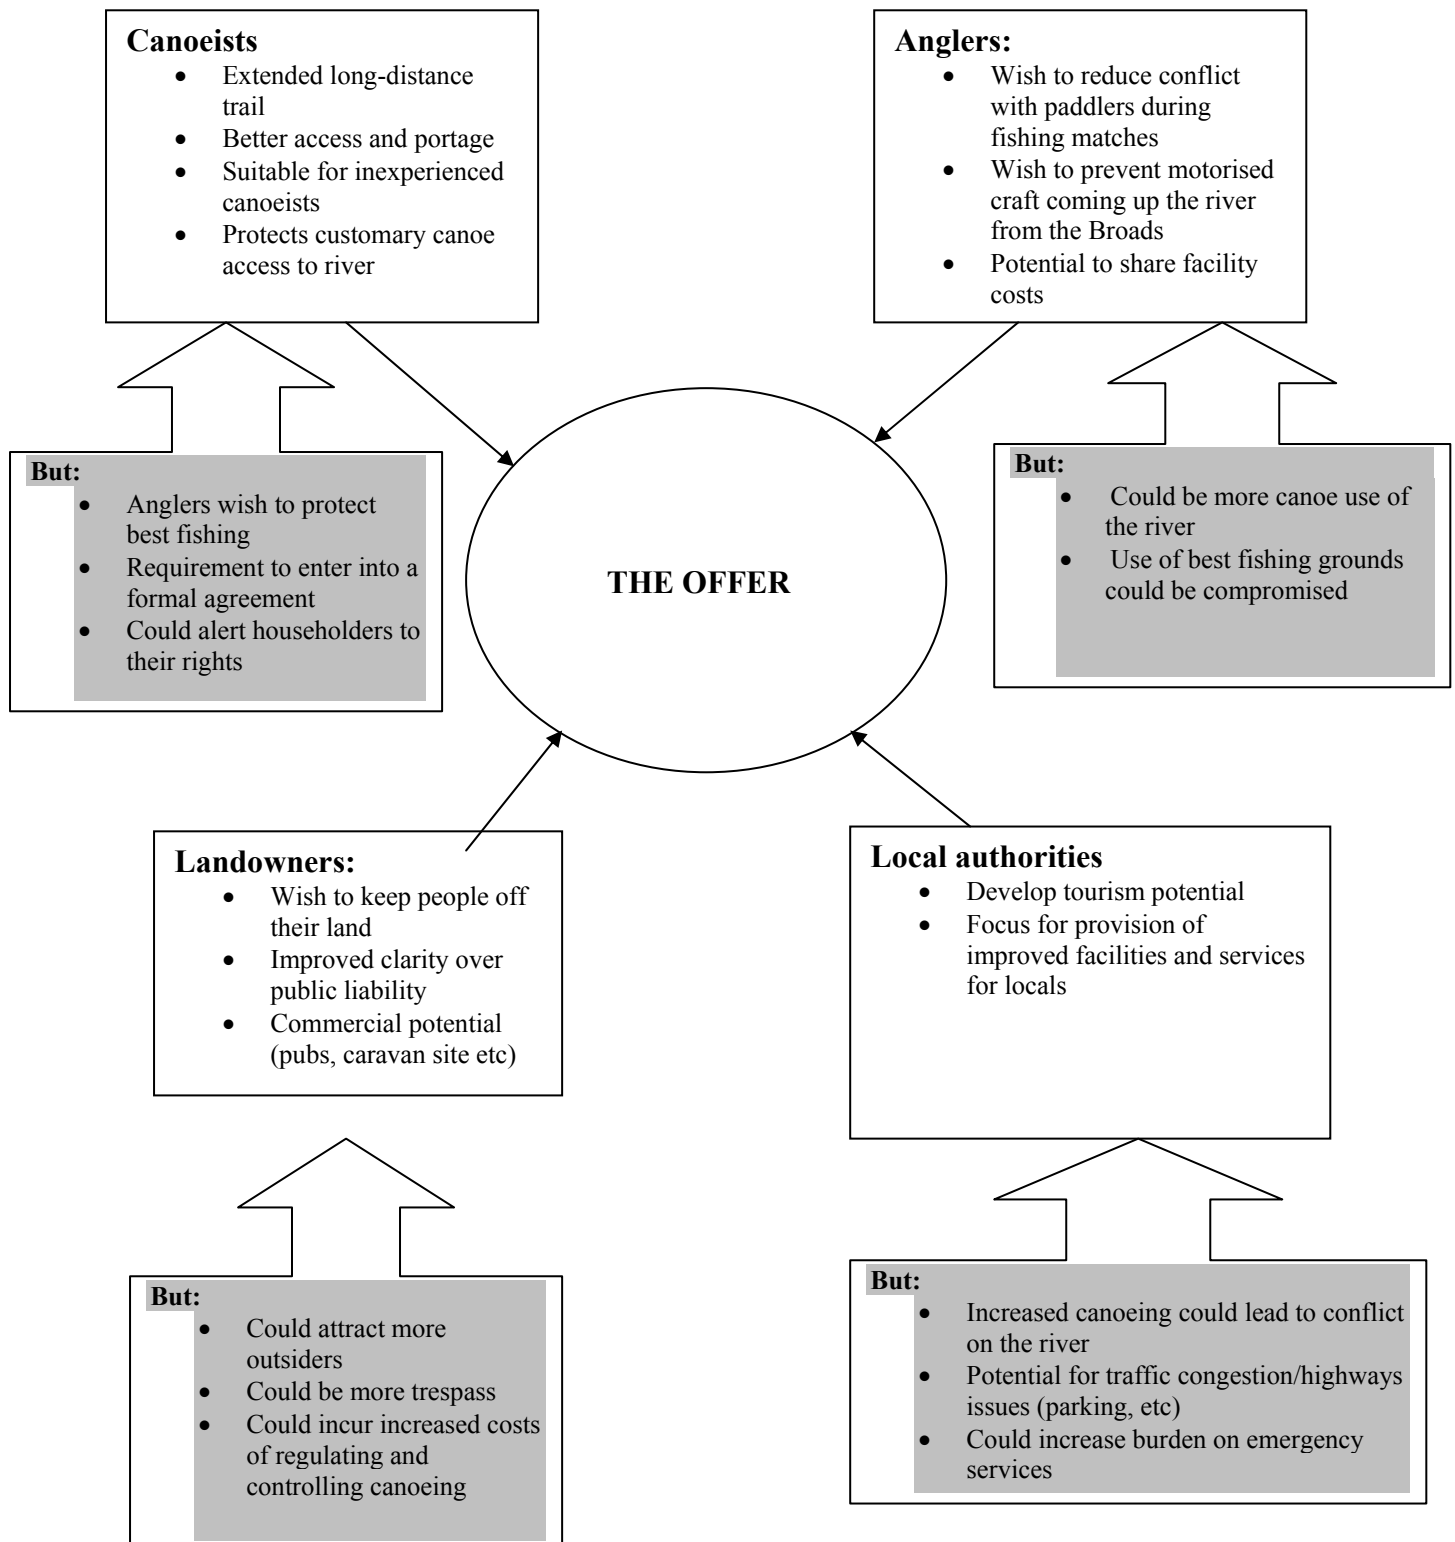 Canoeists
• Extended long-distance
trail
• Better access and portage
• Suitable for inexperienced
canoeists
• Protects customary canoe
access to river
Anglers:
• Wish to reduce conflict
with paddlers during
fishing matches
• Wish to prevent motorised
craft coming up the river
from the Broads
• Potential to share facility
costs
But:
• Anglers wish to protect
best fishing
• Requirement to enter into a
formal agreement
• Could alert householders to
their rights
But:
• Could be more canoe use of
the river
• Use of best fishing grounds
could be compromised
THE OFFER
Landowners:
• Wish to keep people off
their land
• Improved clarity over
public liability
• Commercial potential
(pubs, caravan site etc)
Local authorities
• Develop tourism potential
• Focus for provision of
improved facilities and services
for locals
But:
• Could attract more
outsiders
• Could be more trespass
• Could incur increased costs
of regulating and
controlling canoeing
But:
• Increased canoeing could lead to conflict
on the river
• Potential for traffic congestion/highways
issues (parking, etc)
• Could increase burden on emergency
services